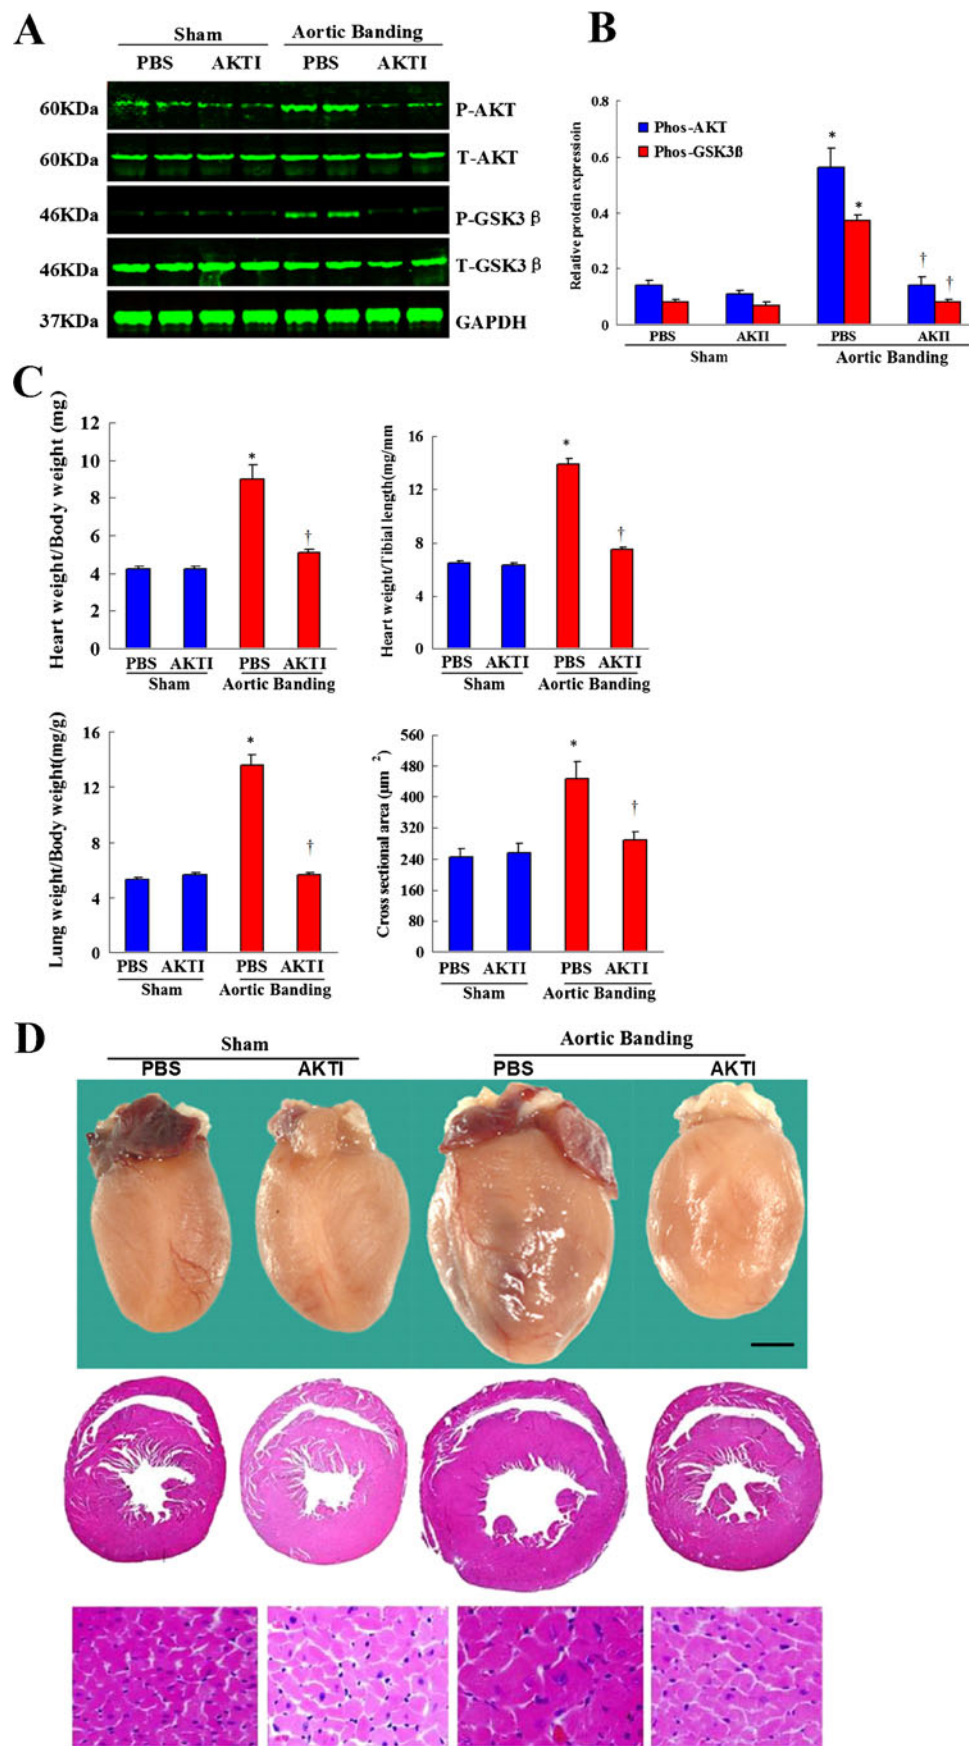 A
Sham
Aortic Banding
PBS
AKTI
PBS
AKTI
60KDa
P-AKT
60KDa
T-AKT
46KDa
P-GSK3 β
46KDa
T-GSK3 β
37KDa
GAPDH
B
Relative protein expressioin
0.8
0.6
0.4
0.2
0
Phos-AKT
Phos-GSK3ß
*
*
†
†
PBS
AKTI
PBS
AKTI
Sham
Aortic Banding
C
Heart weight/Body weight (mg)
12
10
8
6
4
2
0
*
†
PBS
AKTI
PBS
AKTI
Sham
Aortic Banding
Heart weight/Tibial length(mg/mm
16
12
8
4
0
*
†
PBS
AKTI
PBS
AKTI
Sham
Aortic Banding
Lung weight/Body weight(mg/g)
16
12
8
4
0
*
†
PBS
AKTI
PBS
AKTI
Sham
Aortic Banding
Cross sectional area (µm²)
560
480
400
320
240
160
80
0
*
†
PBS
AKTI
PBS
AKTI
Sham
Aortic Banding
D
Sham
Aortic Banding
PBS
AKTI
PBS
AKTI